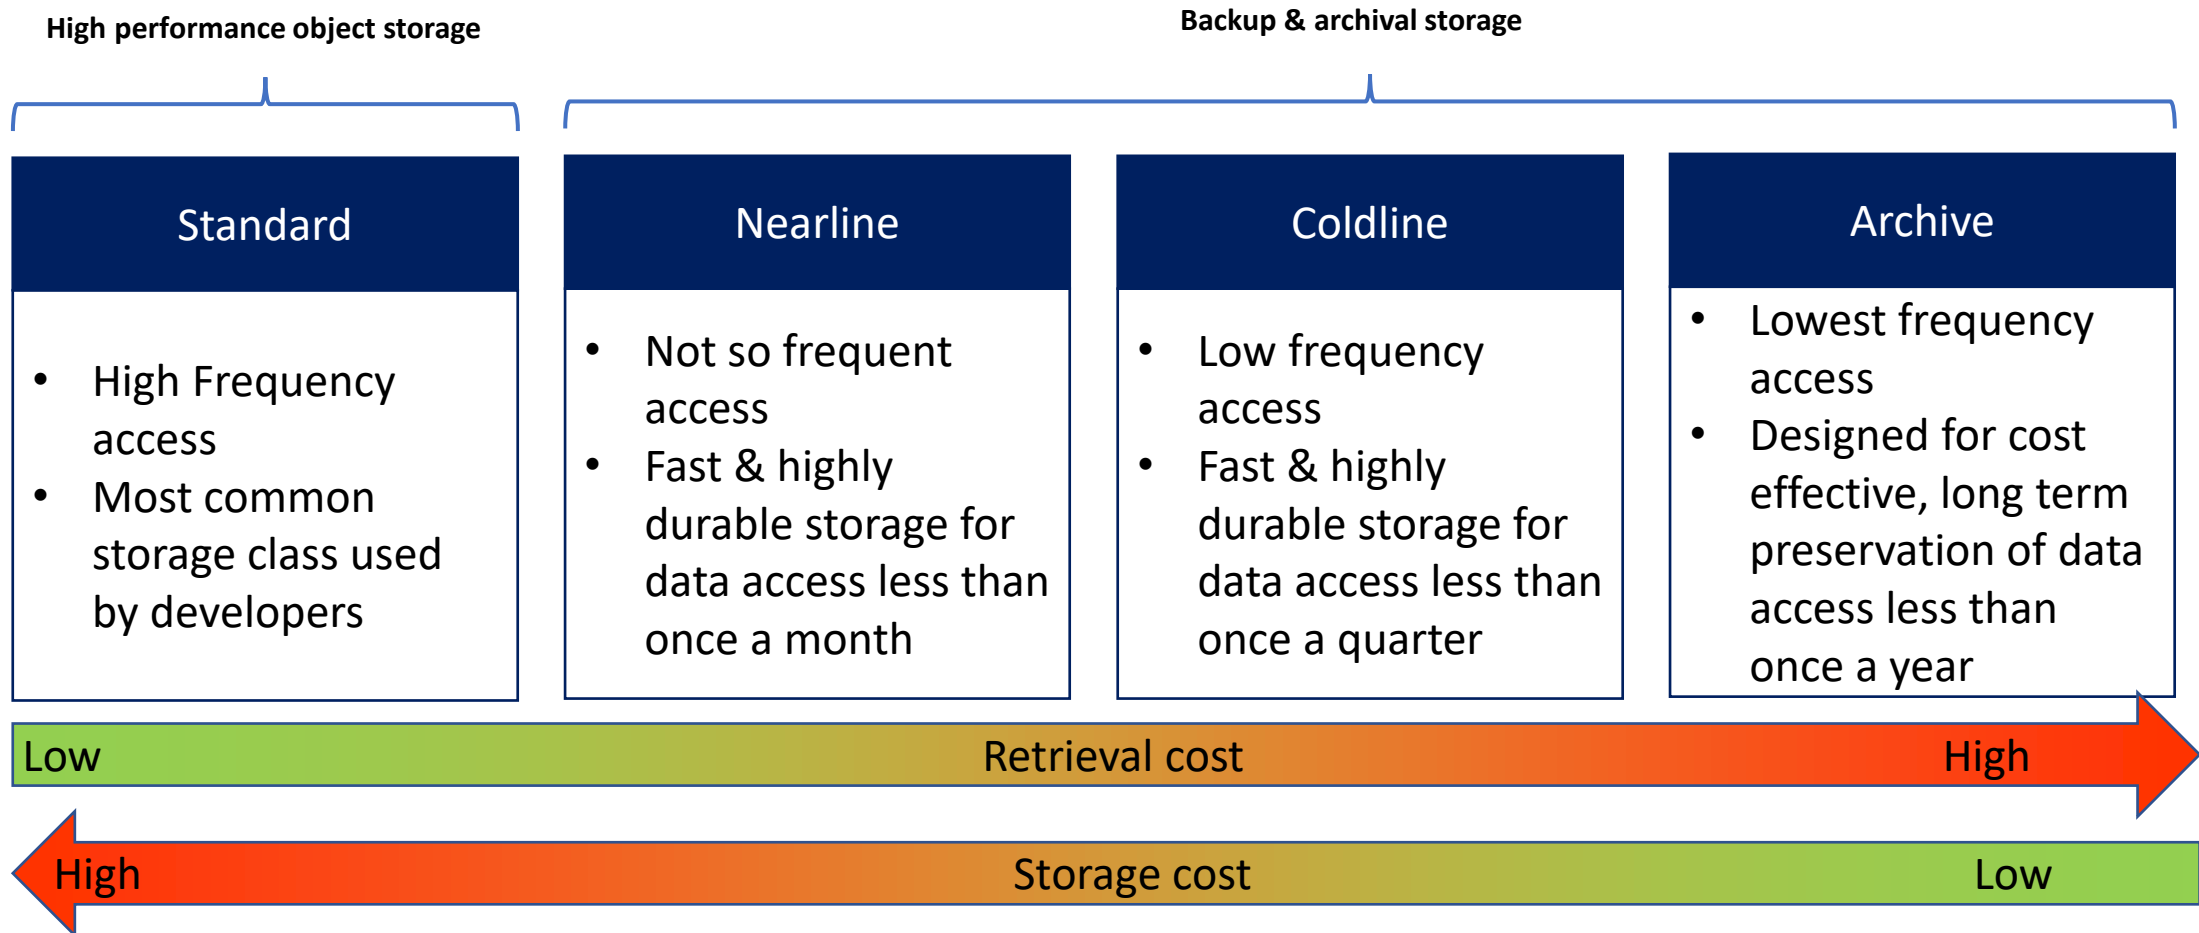 High performance object storage
Backup & archival storage
Standard
• High Frequency
access
• Most common
storage class used
by developers
Nearline
• Not so frequent
access
• Fast & highly
durable storage for
data access less than
once a month
Coldline
• Low frequency
access
• Fast & highly
durable storage for
data access less than
once a quarter
Archive
• Lowest frequency
access
• Designed for cost
effective, long term
preservation of data
access less than
once a year
Low Retrieval cost High
High Storage cost Low